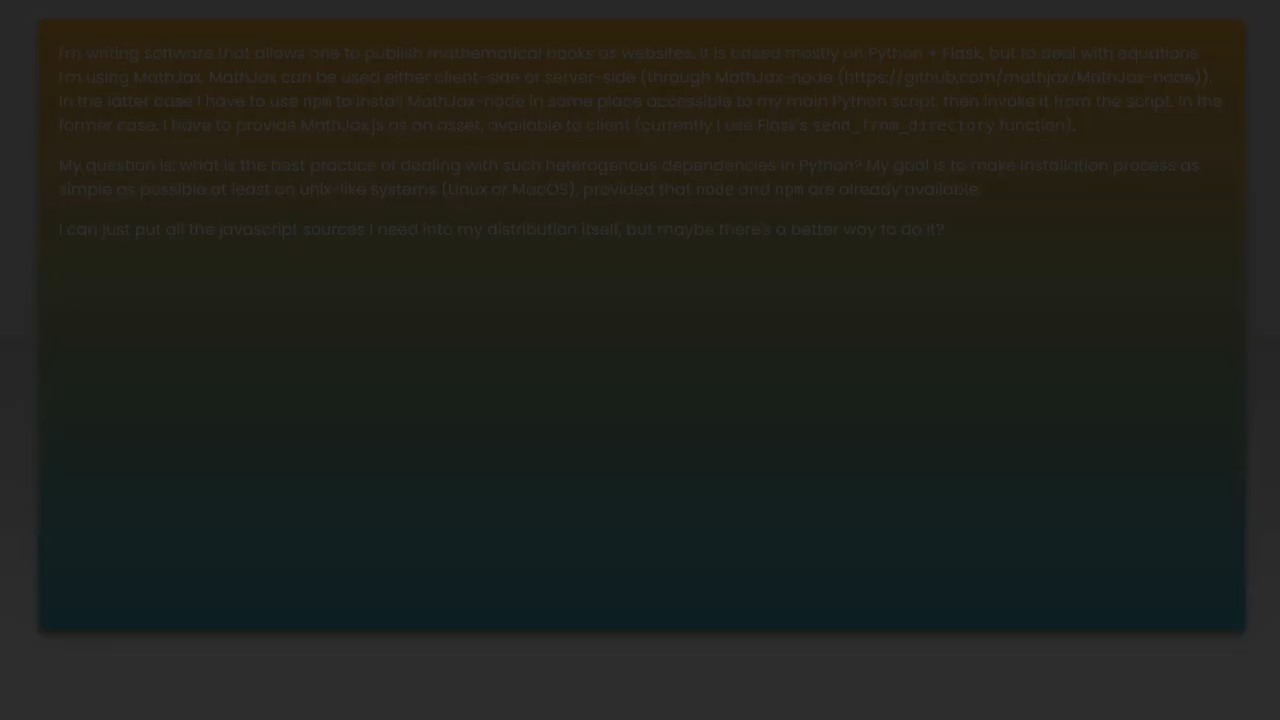 I'm writing software that allows one to publish mathematical books as websites. It is based mostly on Python + Flask, but to deal with equations
I'm using MathJax. MathJax can be used either client-side or server-side (through MathJax-node (https://github.com/mathjax/MathJax-node)).
In the latter case I have to use npm to install MathJax-node in some place accessible to my main Python script, then invoke it from the script. In the
former case, I have to provide MathJax.js as an asset, available to client (currently I use Flask's send_from_directory function).
My question is: what is the best practice of dealing with such heterogenous dependencies in Python? My goal is to make installation process as
simple as possible at least on unix-like systems (Linux or MacOS), provided that node and npm are already available.
I can just put all the javascript sources I need into my distribution itself, but maybe there's a better way to do it?